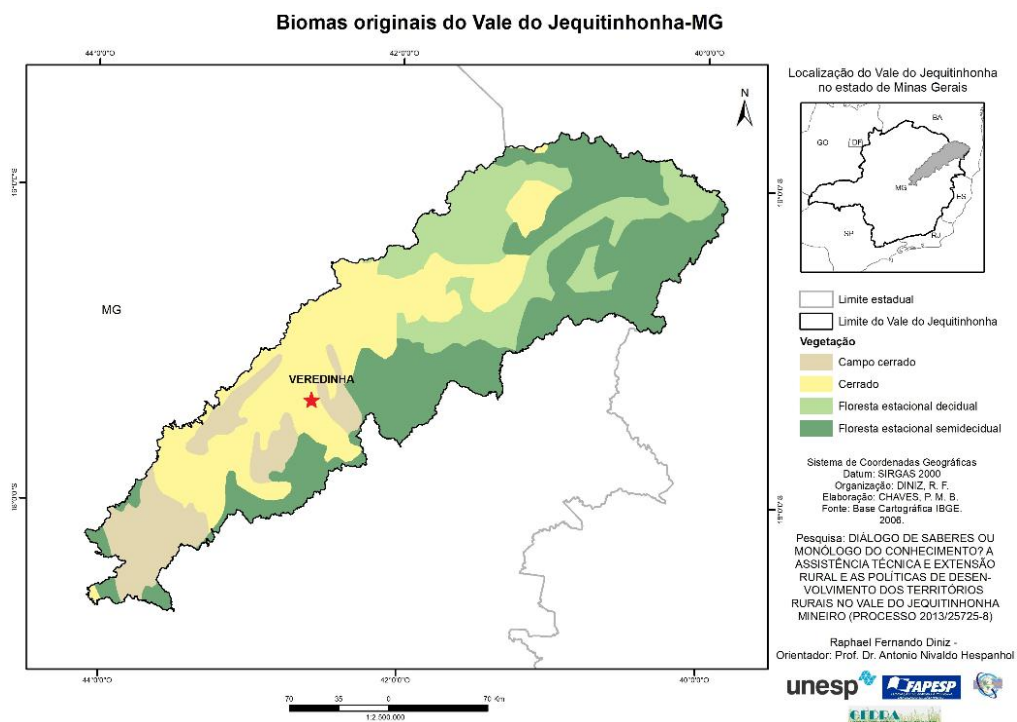 Biomas originais do Vale do Jequitinhonha-MG
44°0'0"O
42°0'0"O
40°0'0"O
N
MG
VEREDINHA
44°0'0"O
42°0'0"O
40°0'0"O
70
35
0
70 Km
1:2.500.000
Localização do Vale do Jequitinhonha
no estado de Minas Gerais
BA
GO
DF
MG
ES
SP
RJ
Limite estadual
Limite do Vale do Jequitinhonha
Vegetação
Campo cerrado
Cerrado
Floresta estacional decidual
Floresta estacional semidecidual
Sistema de Coordenadas Geográficas
Datum: SIRGAS 2000
Organização: DINIZ, R. F.
Elaboração: CHAVES, P. M. B.
Fonte: Base Cartográfica IBGE.
2006.
Pesquisa: DIÁLOGO DE SABERES OU
MONÓLOGO DO CONHECIMENTO? A
ASSISTÊNCIA TÉCNICA E EXTENSÃO
RURAL E AS POLÍTICAS DE DESEN-
VOLVIMENTO DOS TERRITÓRIOS
RURAIS NO VALE DO JEQUITINHONHA
MINEIRO (PROCESSO 2013/25725-8)
Raphael Fernando Diniz -
Orientador: Prof. Dr. Antonio Nivaldo Hespanhol
unesp
FAPESP
GEDRA